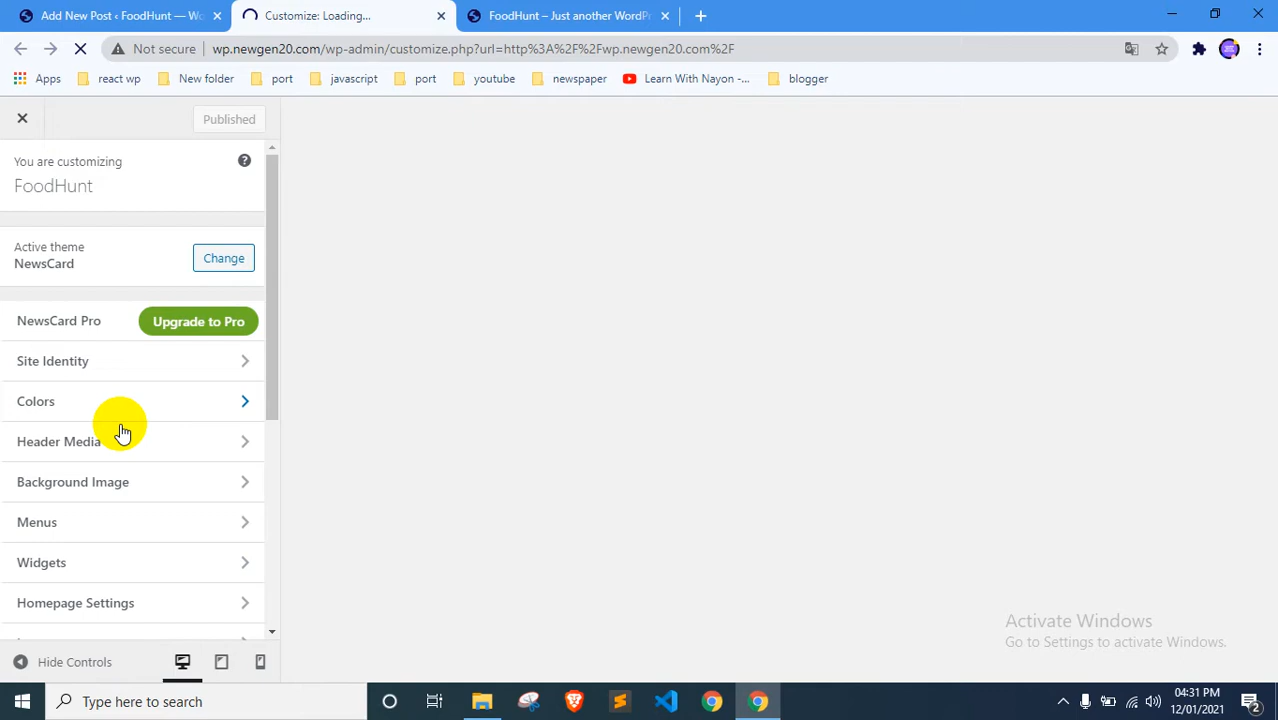 Add New Post ‹ FoodHunt — Wo
Customize: Loading...
FoodHunt – Just another WordPr
Not secure
wp.newgen20.com/wp-admin/customize.php?url=http%3A%2F%2Fwp.newgen20.com%2F
Apps
react wp
New folder
port
javascript
port
youtube
newspaper
Learn With Nayon -...
blogger
Published
You are customizing
FoodHunt
Active theme
NewsCard
Change
NewsCard Pro
Upgrade to Pro
Site Identity
Colors
Header Media
Background Image
Menus
Widgets
Homepage Settings
Hide Controls
Activate Windows
Go to Settings to activate Windows.
Type here to search
04:31 PM
12/01/2021
2